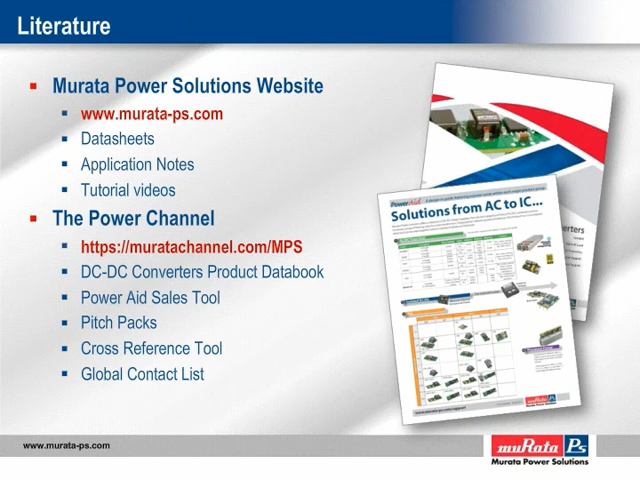 Literature
Murata Power Solutions Website
www.murata-ps.com
Datasheets
Application Notes
Tutorial videos
The Power Channel
https://muratachannel.com/MPS
DC-DC Converters Product Databook
Power Aid Sales Tool
Pitch Packs
Cross Reference Tool
Global Contact List
PowerAid
Solutions from AC to IC...
www.murata-ps.com
muRata Ps
Murata Power Solutions